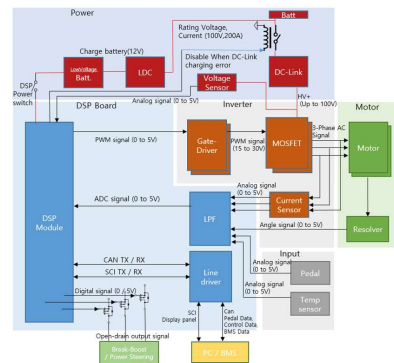 Power
Rating Voltage,
Current (100V,200A)
Batt
Charge battery(12V)
LowVoltage
Batt.
LDC
DC-Link
Disable When DC-Link
charging error
Voltage
Sensor
DSP
Power
switch
Analog signal (0 to 5V)
HV+
(Up to 100V)
DSP Board
Inverter
Motor
PWM signal (0 to 5V)
Gate-
Driver
PWM signal
(15 to 30V)
MOSFET
3-Phase AC
Signal
Motor
Analog signal
(0 to 5V)
Current
Sensor
ADC signal (0 to 5V)
LPF
Angle signal (0 to 5V)
Resolver
DSP
Module
Input
Analog signal
(0 to 5V)
Pedal
Analog signal
(0 to 5V)
Temp
sensor
CAN TX / RX
SCI TX / RX
Line
driver
Digital signal (0 /5V)
SCI
Display panel
Can
Pedal Data,
Control Data,
BMS Data
Open-drain output signal
Break-Boost
/ Power Steering
PC / BMS